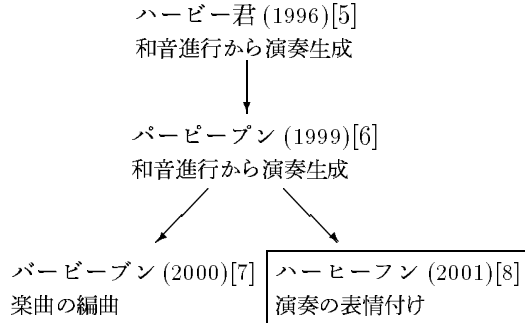 ハービー君 (1996)[5]
和音進行から演奏生成
パーピープン (1999)[6]
和音進行から演奏生成
バービーブン (2000)[7]
楽曲の編曲
ハーヒーフン (2001)[8]
演奏の表情付け